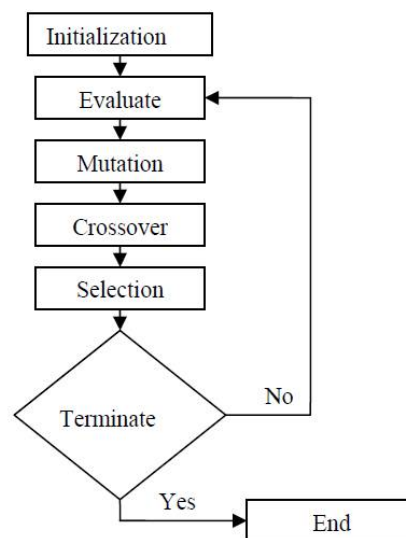 Initialization
Evaluate
Mutation
Crossover
Selection
Terminate
No
Yes
End